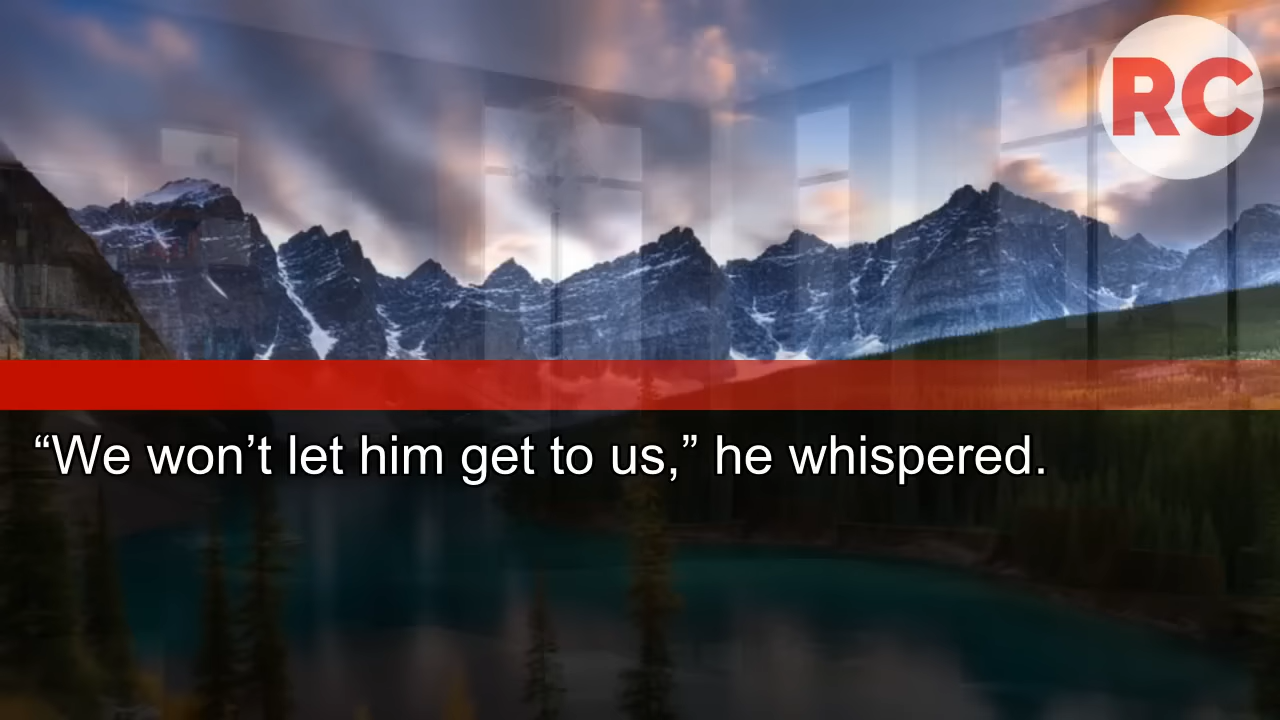 RC
“We won’t let him get to us,” he whispered.